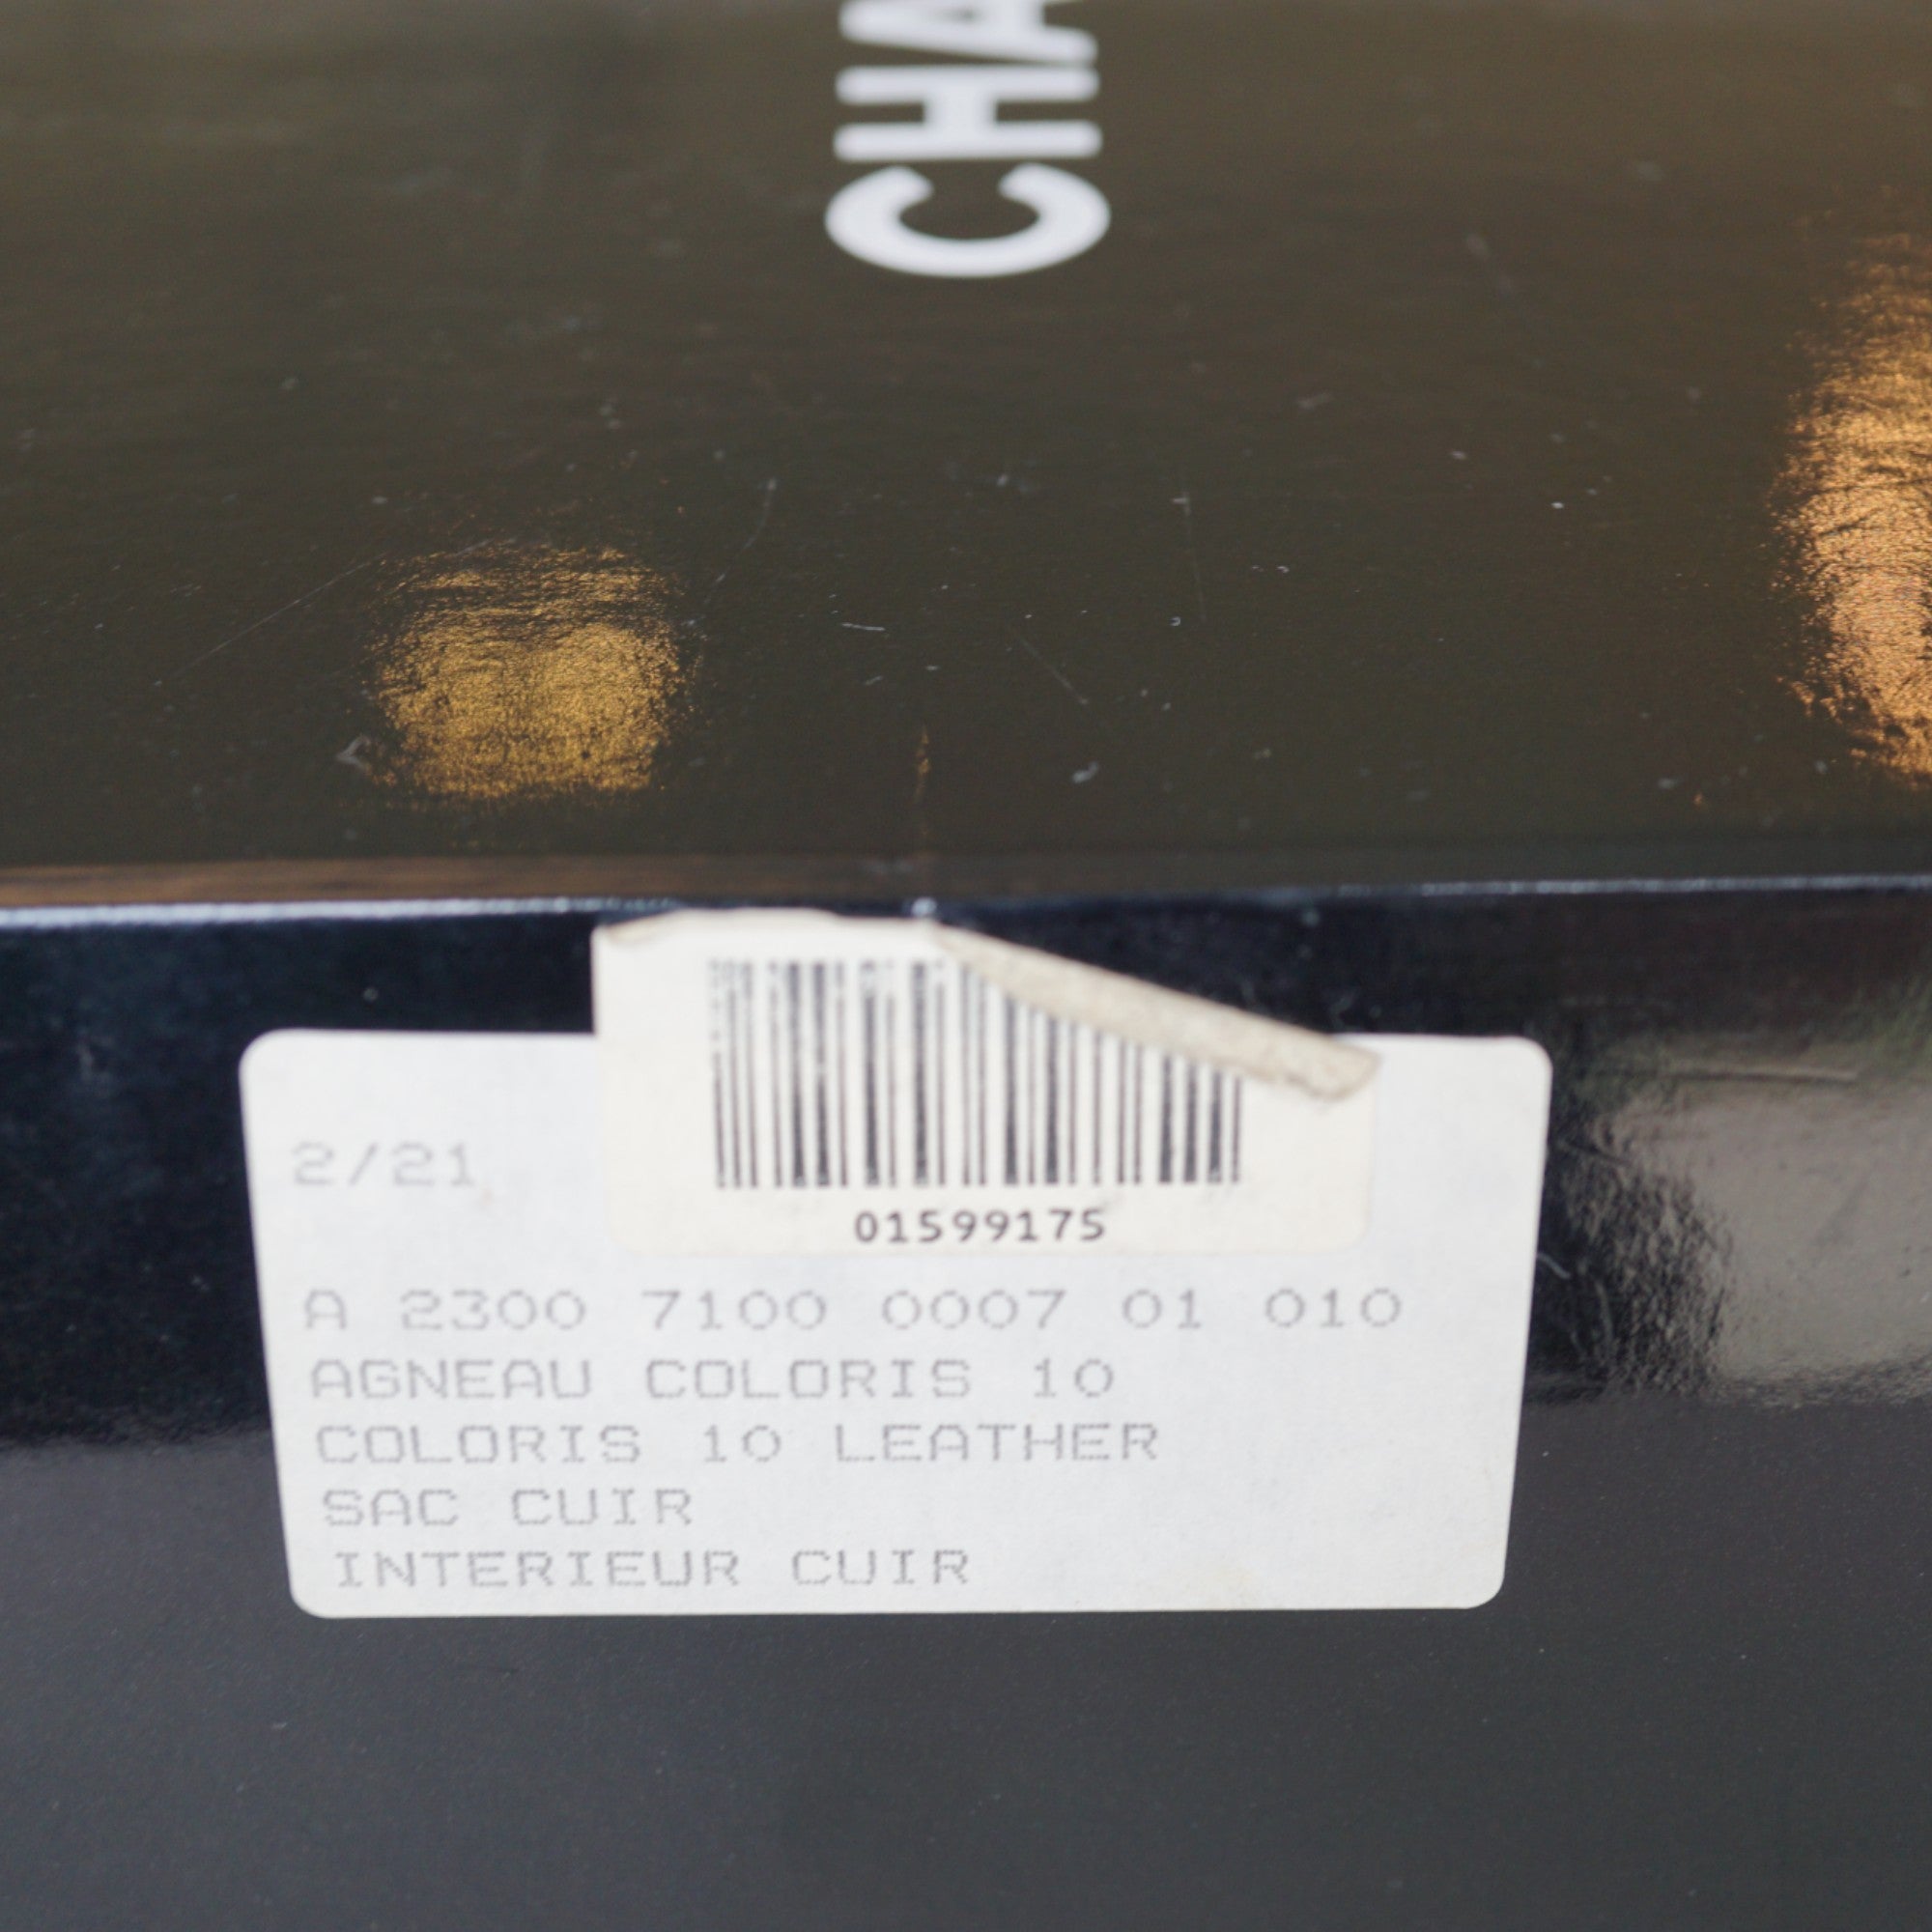 CHA
2/21
01599175
A 2300 7100 0007 01 010
AGNEAU COLORIS 10
COLORIS 10 LEATHER
SAC CUIR
INTERIEUR CUIR